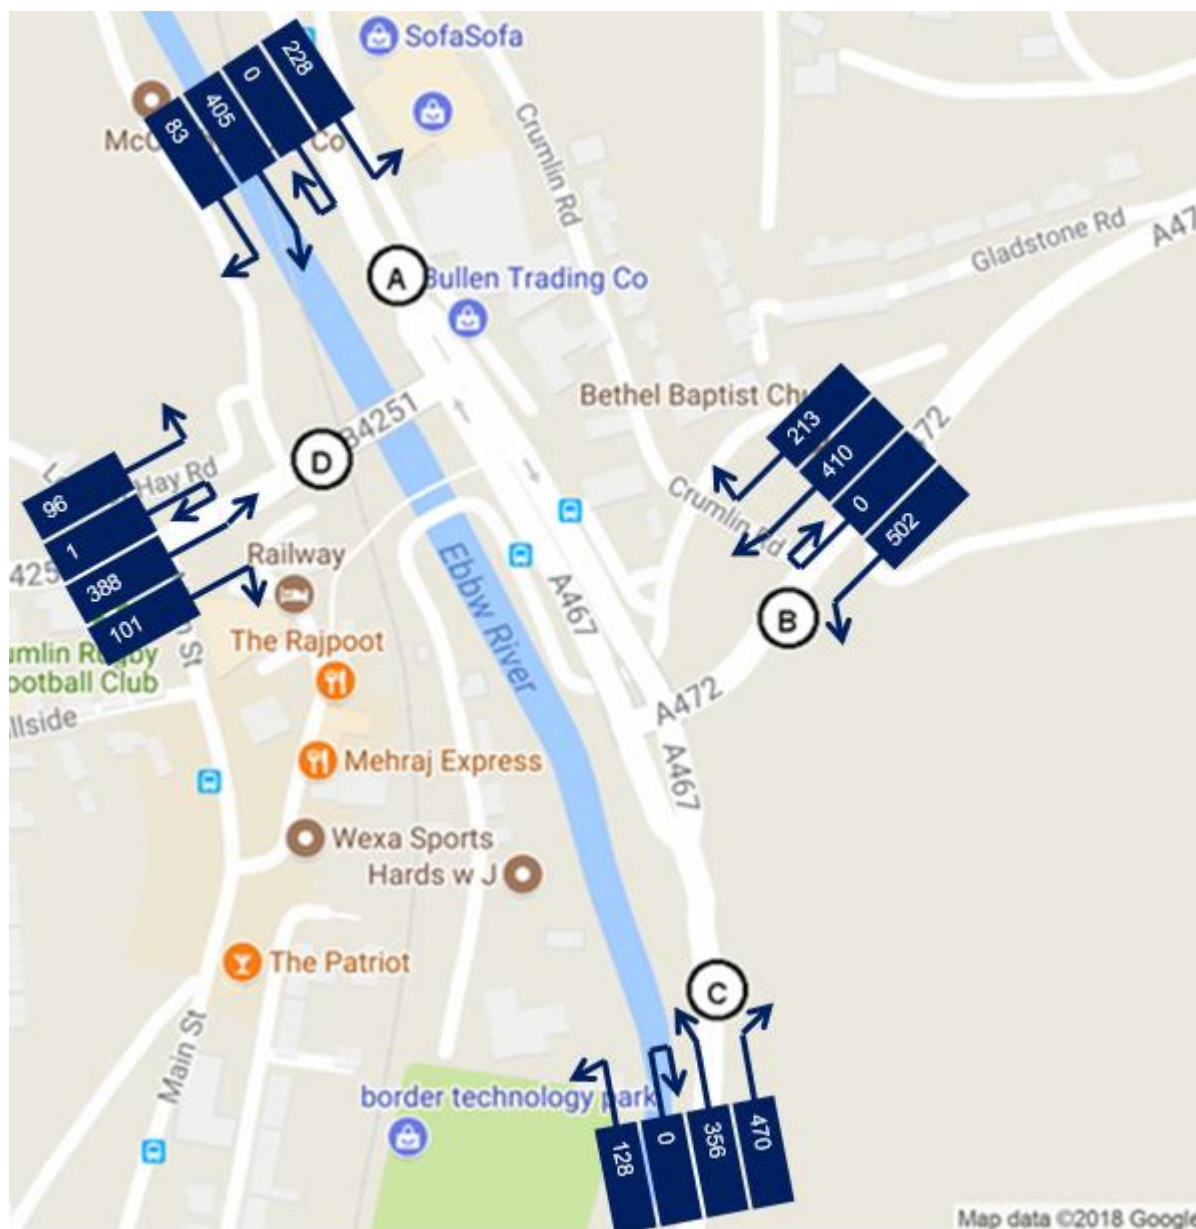 SofaSofa
228
0
405
83
McC
Co
Crumlin Rd
Gladstone Rd
A47
A
Bullen Trading Co
Bethel Baptist Chu
213
410
0
502
472
B4251
D
Hay Rd
96
1
388
101
425
Crumlin Rd
Railway
B
The Rajpoot
Ebbw River
A467
umlin Rugby
ootball Club
n St
llside
A472
A467
Mehraj Express
Wexa Sports
Hards w J
The Patriot
C
Main St
border technology park
128
0
356
470
Map data ©2018 Google